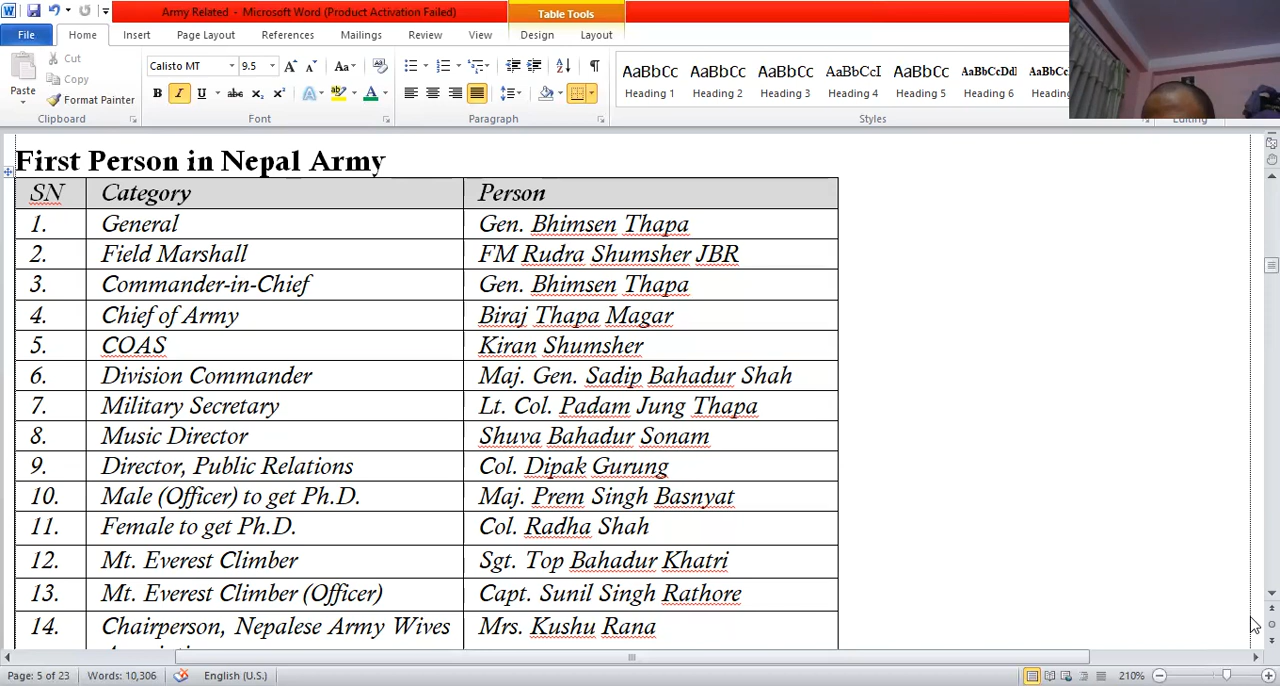 Army Related - Microsoft Word (Product Activation Failed)
Table Tools
File Home Insert Page Layout References Mailings Review View Design Layout
Paste
Cut
Copy
Format Painter
Clipboard
Calisto MT 9.5
Font
Paragraph
AaBbCc AaBbCc AaBbCc AaBbCcI AaBbCc AaBbCcDd AaBbCc
Heading 1 Heading 2 Heading 3 Heading 4 Heading 5 Heading 6 Heading
Styles
Editing
First Person in Nepal Army
SN Category Person
1. General Gen. Bhimsen Thapa
2. Field Marshall FM Rudra Shumsher JBR
3. Commander-in-Chief Gen. Bhimsen Thapa
4. Chief of Army Biraj Thapa Magar
5. COAS Kiran Shumsher
6. Division Commander Maj. Gen. Sadip Bahadur Shah
7. Military Secretary Lt. Col. Padam Jung Thapa
8. Music Director Shuva Bahadur Sonam
9. Director, Public Relations Col. Dipak Gurung
10. Male (Officer) to get Ph.D. Maj. Prem Singh Basnyat
11. Female to get Ph.D. Col. Radha Shah
12. Mt. Everest Climber Sgt. Top Bahadur Khatri
13. Mt. Everest Climber (Officer) Capt. Sunil Singh Rathore
14. Chairperson, Nepalese Army Wives Mrs. Kushu Rana
Page: 5 of 23 Words: 10,306 English (U.S.) 210%